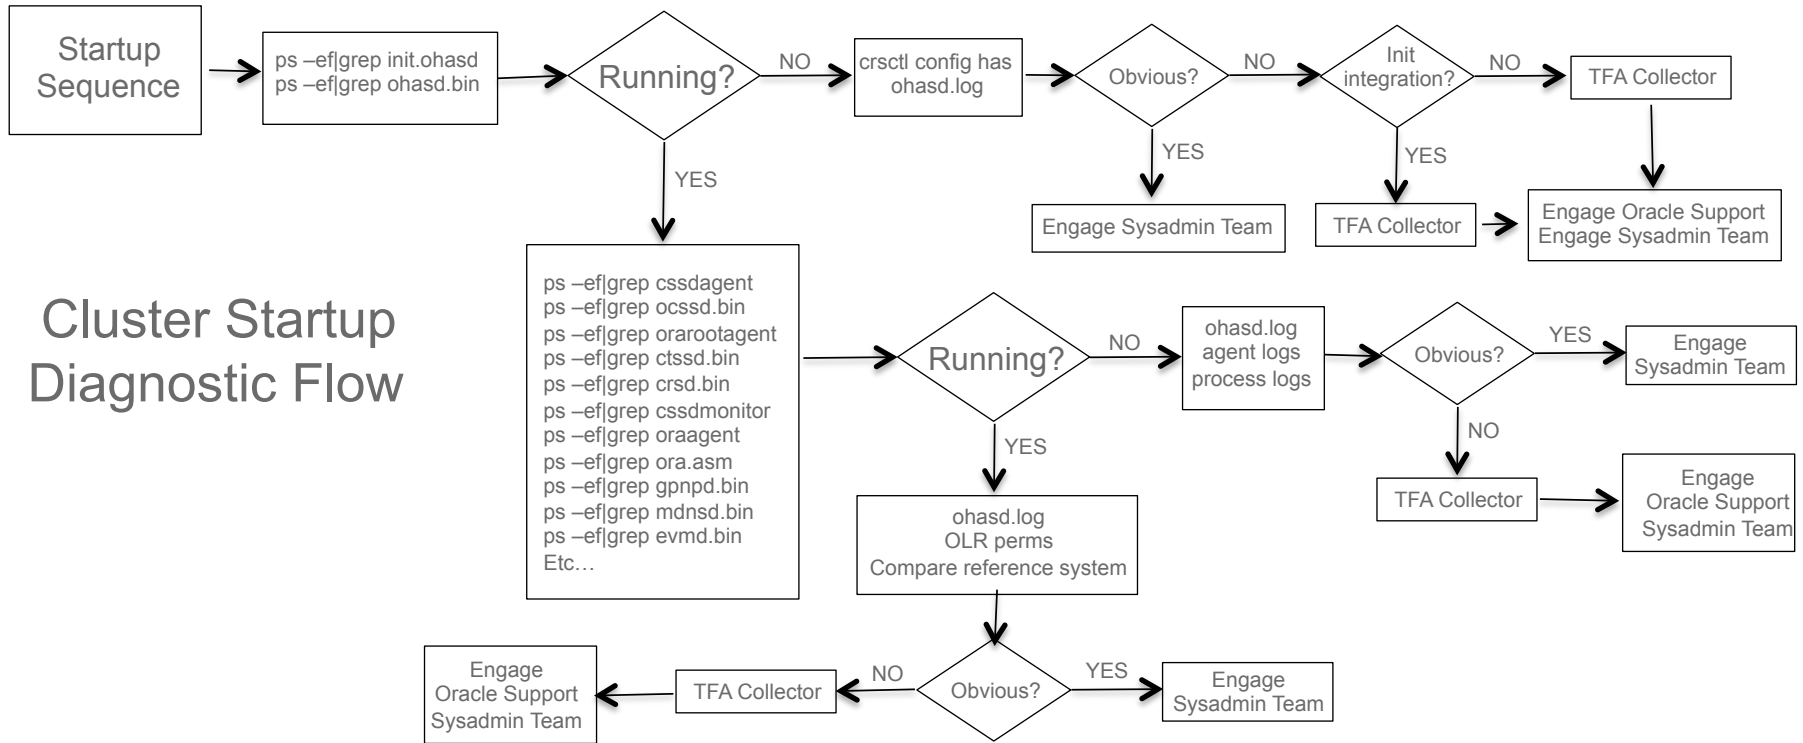 Startup
Sequence
ps –ef|grep init.ohasd
ps –ef|grep ohasd.bin
Running?
NO
crsctl config has
ohasd.log
Obvious?
NO
Init
integration?
NO
TFA Collector
YES
YES
YES
Engage Sysadmin Team
TFA Collector
Engage Oracle Support
Engage Sysadmin Team
Cluster Startup
Diagnostic Flow
ps –ef|grep cssdagent
ps –ef|grep ocssd.bin
ps –ef|grep orarootagent
ps –ef|grep ctssd.bin
ps –ef|grep crsd.bin
ps –ef|grep cssdmonitor
ps –ef|grep oraagent
ps –ef|grep ora.asm
ps –ef|grep gpnpd.bin
ps –ef|grep mdnsd.bin
ps –ef|grep evmd.bin
Etc…
Running?
NO
ohasd.log
agent logs
process logs
Obvious?
YES
Engage
Sysadmin Team
YES
NO
TFA Collector
Engage
Oracle Support
Sysadmin Team
ohasd.log
OLR perms
Compare reference system
Obvious?
NO
TFA Collector
Engage
Oracle Support
Sysadmin Team
YES
Engage
Sysadmin Team